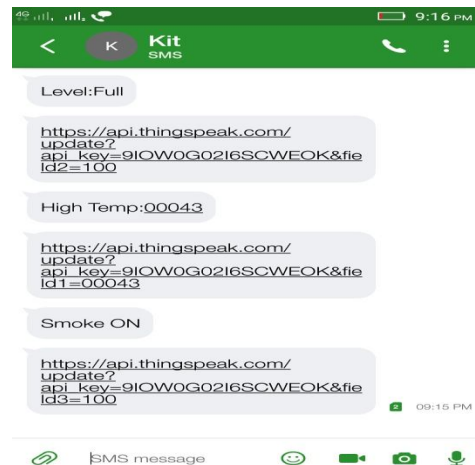 4G 9:16 PM
K Kit
SMS
Level:Full
https://api.thingspeak.com/
update?
api_key=9IOW0G02I6SCWEOK&fie
ld2=100
High Temp:00043
https://api.thingspeak.com/
update?
api_key=9IOW0G02I6SCWEOK&fie
ld1=00043
Smoke ON
https://api.thingspeak.com/
update?
api_key=9IOW0G02I6SCWEOK&fie
ld3=100
2 09:15 PM
SMS message